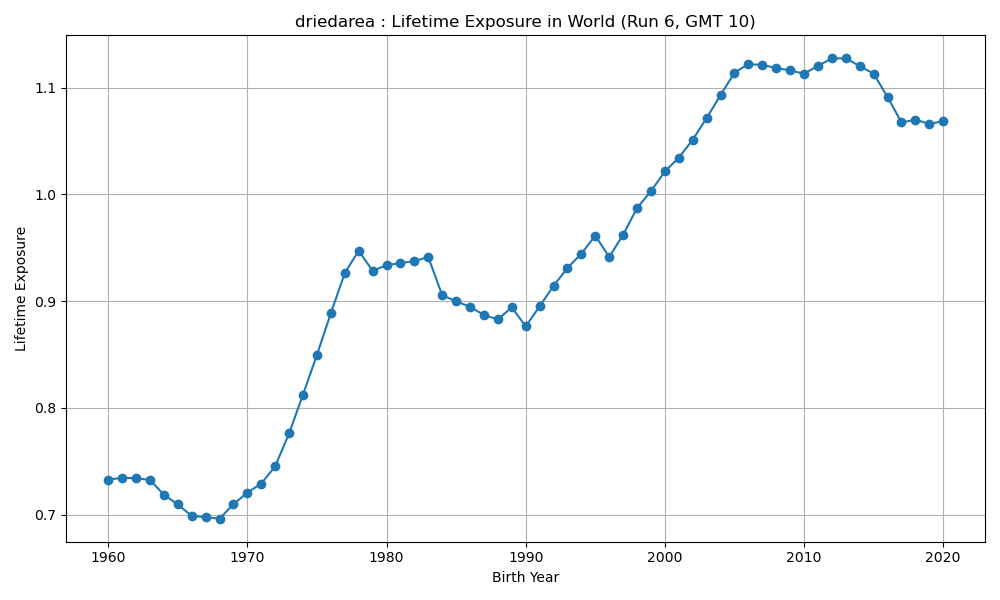 driedarea : Lifetime Exposure in World (Run 6, GMT 10)
Lifetime Exposure
1.1
1.0
0.9
0.8
0.7
1960 1970 1980 1990 2000 2010 2020
Birth Year